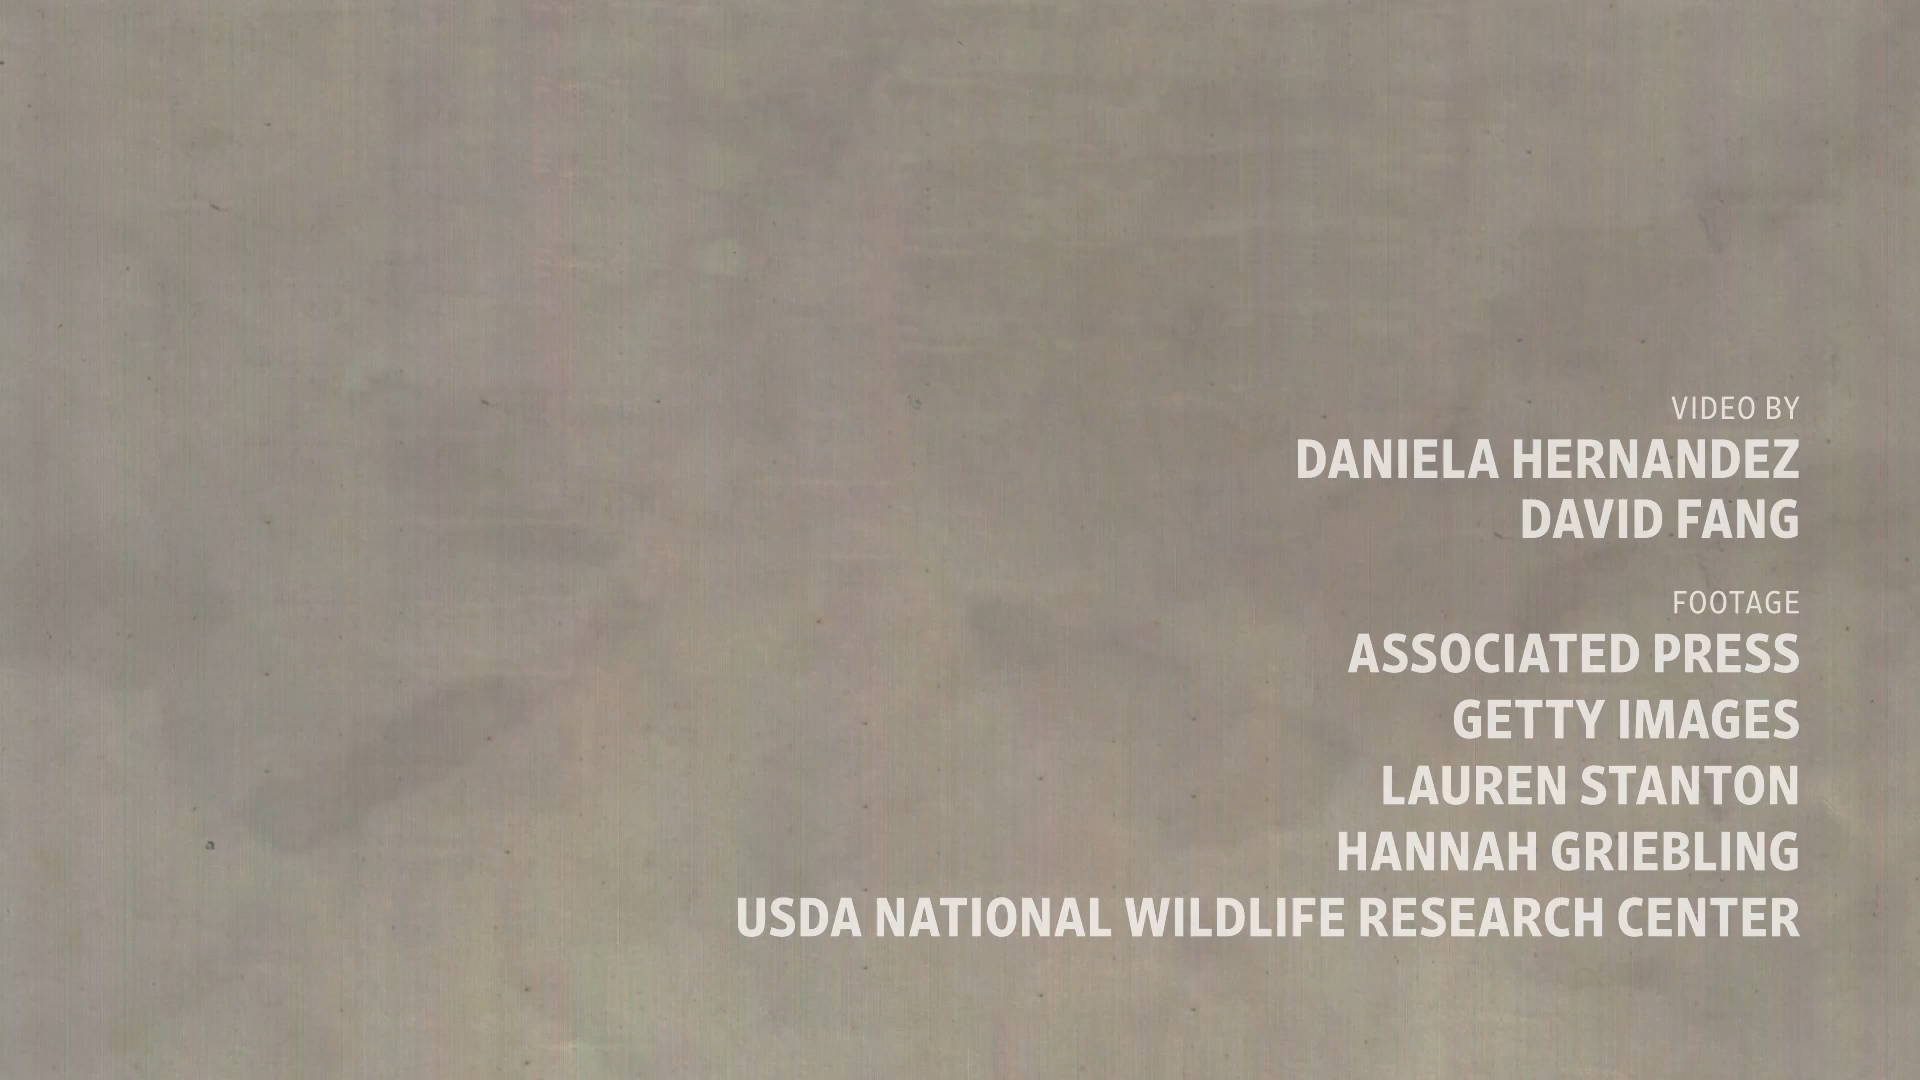 VIDEO BY
DANIELA HERNANDEZ
DAVID FANG
FOOTAGE
ASSOCIATED PRESS
GETTY IMAGES
LAUREN STANTON
HANNAH GRIEBLING
USDA NATIONAL WILDLIFE RESEARCH CENTER